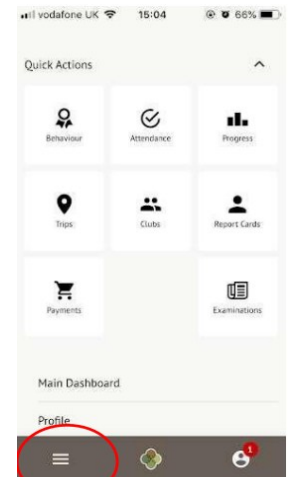 vodafone UK 15:04 66%
Quick Actions
Behaviour Attendance Progress
Trips Clubs Report Cards
Payments Examinations
Main Dashboard
Profile
1